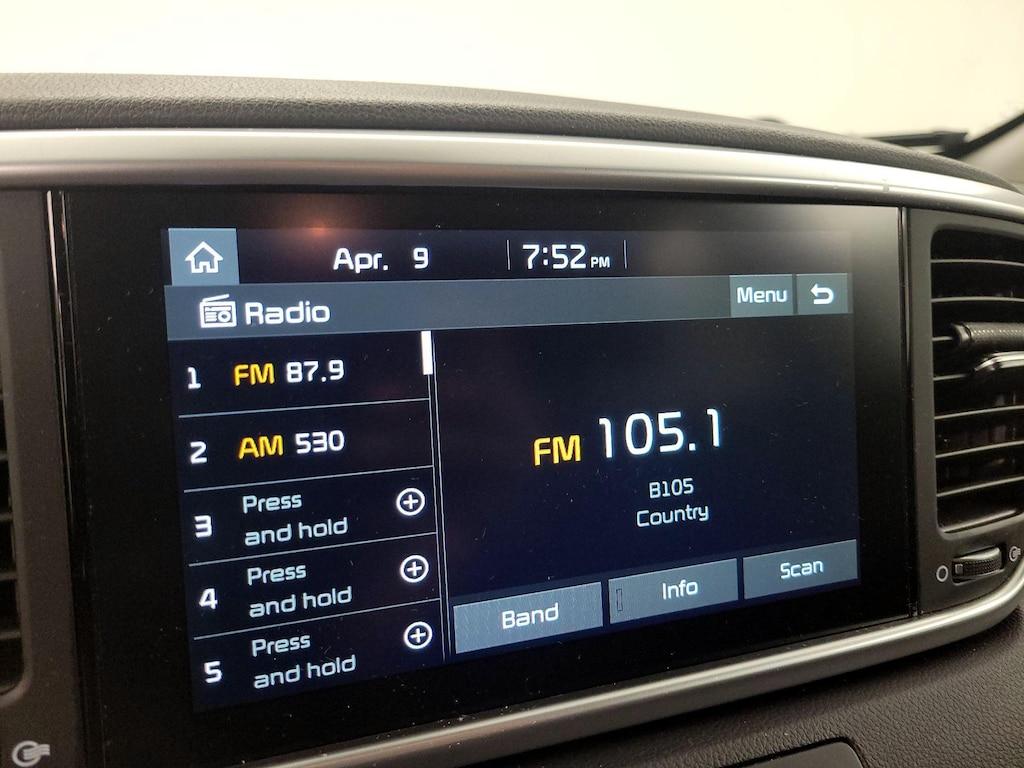 Apr. 9 7:52 PM
Radio
Menu
1 FM 87.9
2 AM 530
3 Press
and hold
4 Press
and hold
5 Press
and hold
FM 105.1
B105
Country
Band Info Scan